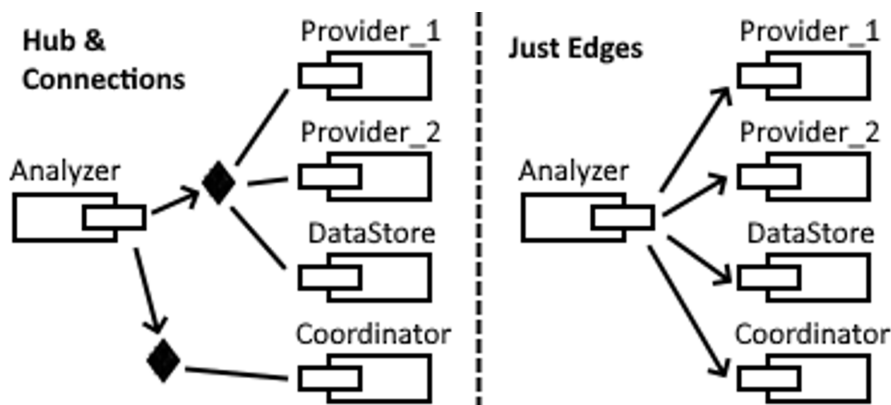 Hub &
Connections
Analyzer
Provider_1
Provider_2
DataStore
Coordinator
Just Edges
Analyzer
Provider_1
Provider_2
DataStore
Coordinator